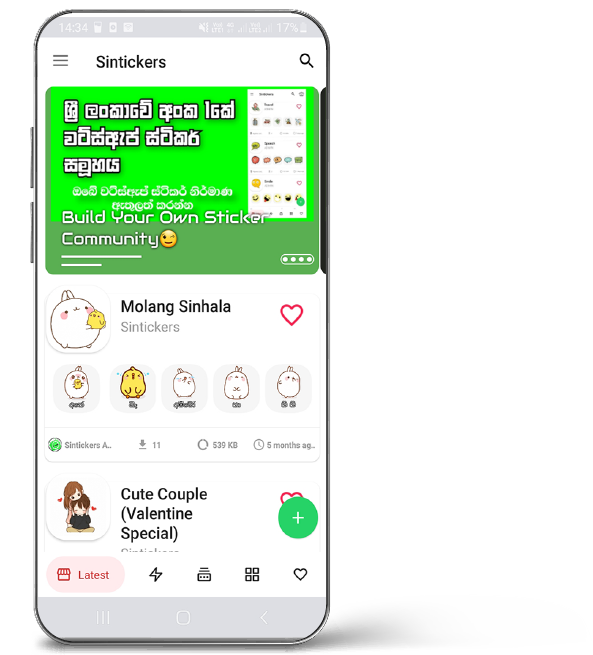 14:34
17%
Sintickers
ශ්‍රී ලංකාවේ අංක 1කේ
වට්ස්ඇප් ස්ටිකර්
සමූහය
ඔබේ වට්ස්ඇප් ස්ටිකර් නිර්මාණ
ඇතුලත් කරන්න
Build Your Own Sticker
Community😉
Sintickers
Molang Sinhala
Sintickers
Sintickers A..
11
539 KB
5 months ag..
Cute Couple
(Valentine
Special)
Sintickers
Latest